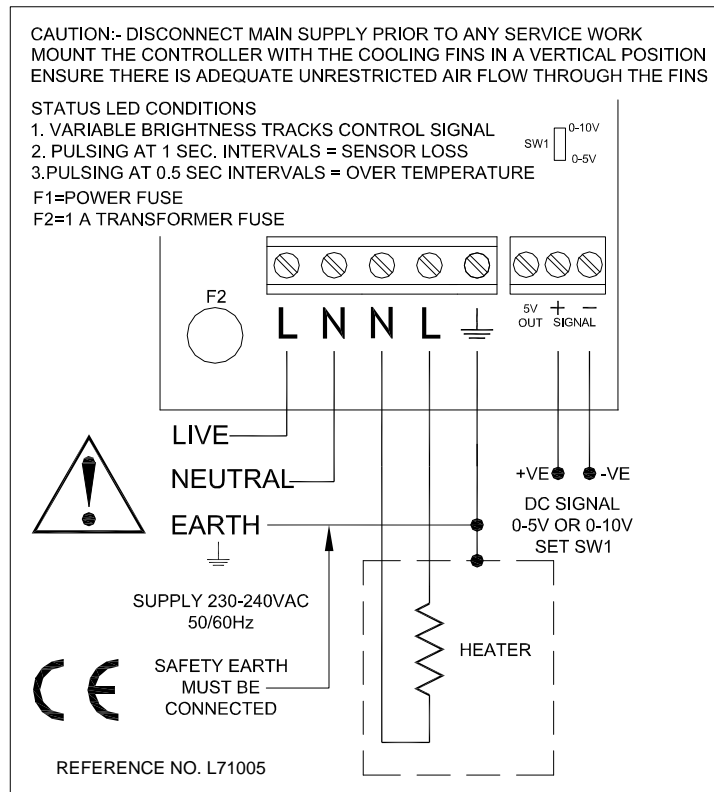 CAUTION:- DISCONNECT MAIN SUPPLY PRIOR TO ANY SERVICE WORK
MOUNT THE CONTROLLER WITH THE COOLING FINS IN A VERTICAL POSITION
ENSURE THERE IS ADEQUATE UNRESTRICTED AIR FLOW THROUGH THE FINS
STATUS LED CONDITIONS
1. VARIABLE BRIGHTNESS TRACKS CONTROL SIGNAL
2. PULSING AT 1 SEC. INTERVALS = SENSOR LOSS
3.PULSING AT 0.5 SEC INTERVALS = OVER TEMPERATURE
F1=POWER FUSE
F2=1 A TRANSFORMER FUSE
0-10V
SW1
0-5V
F2
L N N L
5V OUT
+ −
SIGNAL
LIVE
NEUTRAL
EARTH
+VE -VE
DC SIGNAL
0-5V OR 0-10V
SET SW1
SUPPLY 230-240VAC
50/60Hz
HEATER
SAFETY EARTH
MUST BE
CONNECTED
CE
REFERENCE NO. L71005